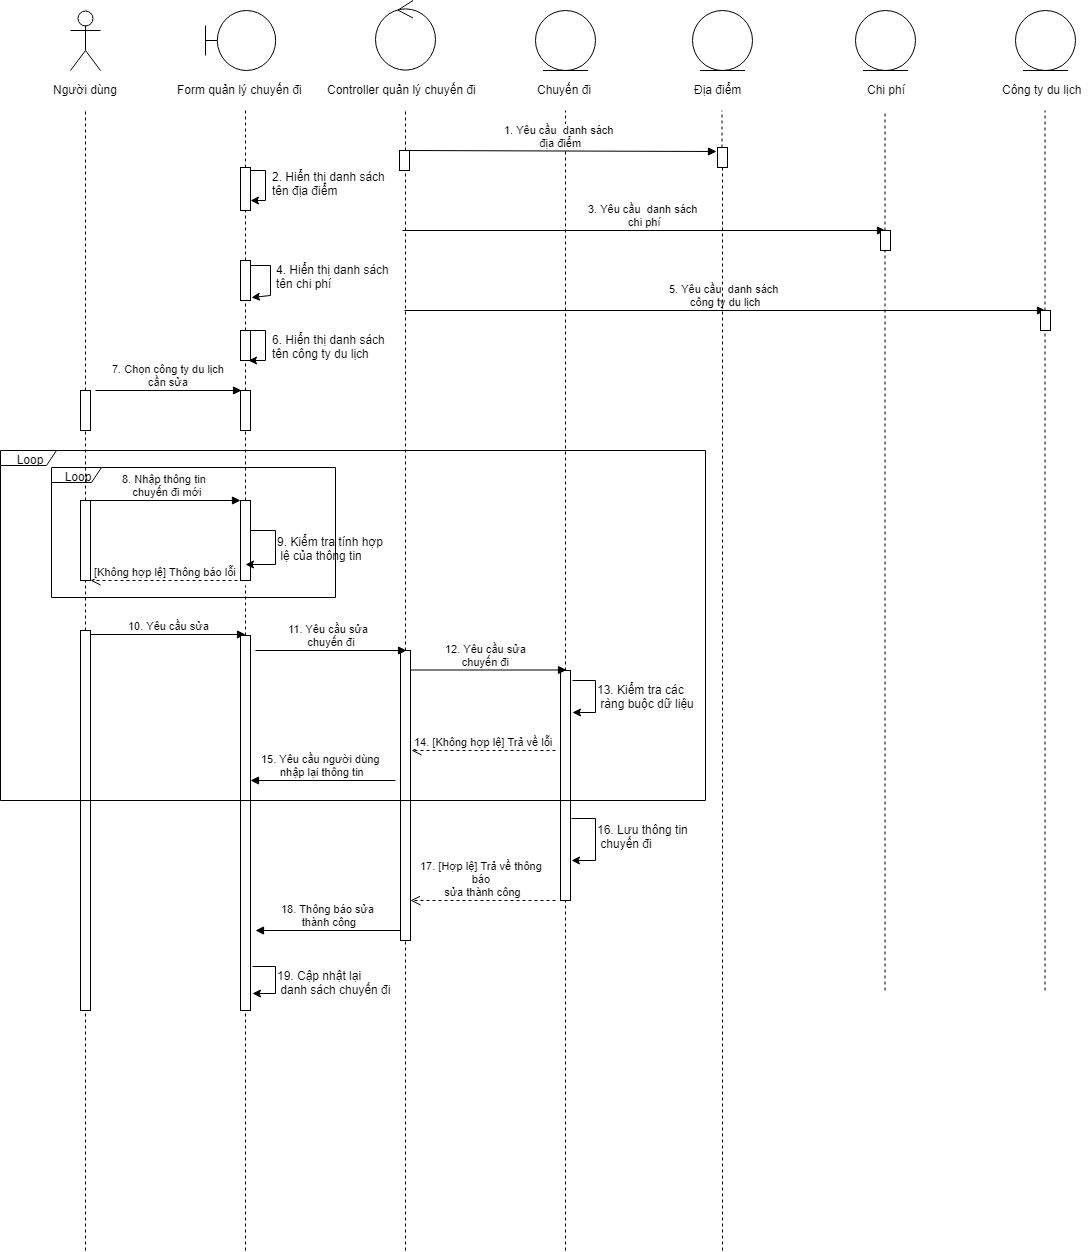 Người dùng
Form quản lý chuyến đi
Controller quản lý chuyến đi
Chuyến đi
Địa điểm
Chi phí
Công ty du lịch
1. Yêu cầu danh sách
địa điểm
2. Hiển thị danh sách
tên địa điểm
3. Yêu cầu danh sách
chi phí
4. Hiển thị danh sách
tên chi phí
5. Yêu cầu danh sách
công ty du lịch
6. Hiển thị danh sách
tên công ty du lịch
7. Chọn công ty du lịch
cần sửa
Loop
Loop
8. Nhập thông tin
chuyến đi mới
9. Kiểm tra tính hợp
lệ của thông tin
[Không hợp lệ] Thông báo lỗi
10. Yêu cầu sửa
11. Yêu cầu sửa
chuyến đi
12. Yêu cầu sửa
chuyến đi
13. Kiểm tra các
ràng buộc dữ liệu
14. [Không hợp lệ] Trả về lỗi
15. Yêu cầu người dùng
nhập lại thông tin
16. Lưu thông tin
chuyến đi
17. [Hợp lệ] Trả về thông
báo
sửa thành công
18. Thông báo sửa
thành công
19. Cập nhật lại
danh sách chuyến đi